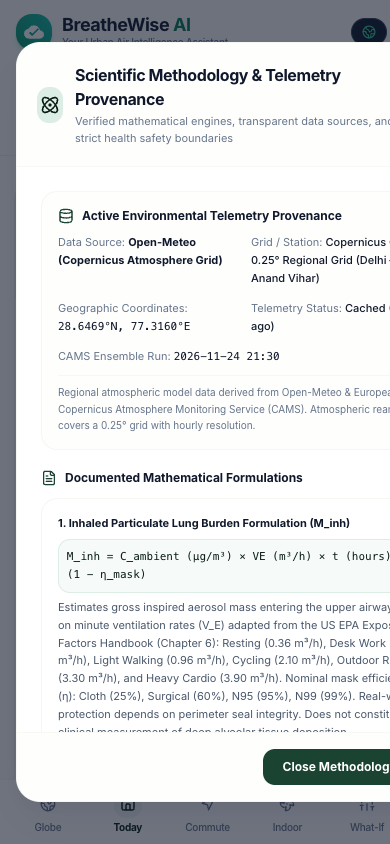 BreatheWise AI
Scientific Methodology & Telemetry
Provenance
Verified mathematical engines, transparent data sources, and
strict health safety boundaries
Active Environmental Telemetry Provenance
Data Source: Open-Meteo
(Copernicus Atmosphere Grid)
Grid / Station: Copernicus
0.25° Regional Grid (Delhi
Anand Vihar)
Geographic Coordinates:
28.6469°N, 77.3160°E
Telemetry Status: Cached
ago)
CAMS Ensemble Run: 2026-11-24 21:30
Regional atmospheric model data derived from Open-Meteo & Europea
Copernicus Atmosphere Monitoring Service (CAMS). Atmospheric rea
covers a 0.25° grid with hourly resolution.
Documented Mathematical Formulations
1. Inhaled Particulate Lung Burden Formulation (M_inh)
M_inh = C_ambient (µg/m³) × VE (m³/h) × t (hours)
(1 − η_mask)
Estimates gross inspired aerosol mass entering the upper airway
on minute ventilation rates (V_E) adapted from the US EPA Expos
Factors Handbook (Chapter 6): Resting (0.36 m³/h), Desk Work
m³/h), Light Walking (0.96 m³/h), Cycling (2.10 m³/h), Outdoor R
(3.30 m³/h), and Heavy Cardio (3.90 m³/h). Nominal mask efficie
(η): Cloth (25%), Surgical (60%), N95 (95%), N99 (99%). Real-w
protection depends on perimeter seal integrity. Does not constit
clinical measurement of deep alveolar tissue deposition.
Close Methodolog
Globe
Today
Commute
Indoor
What-If